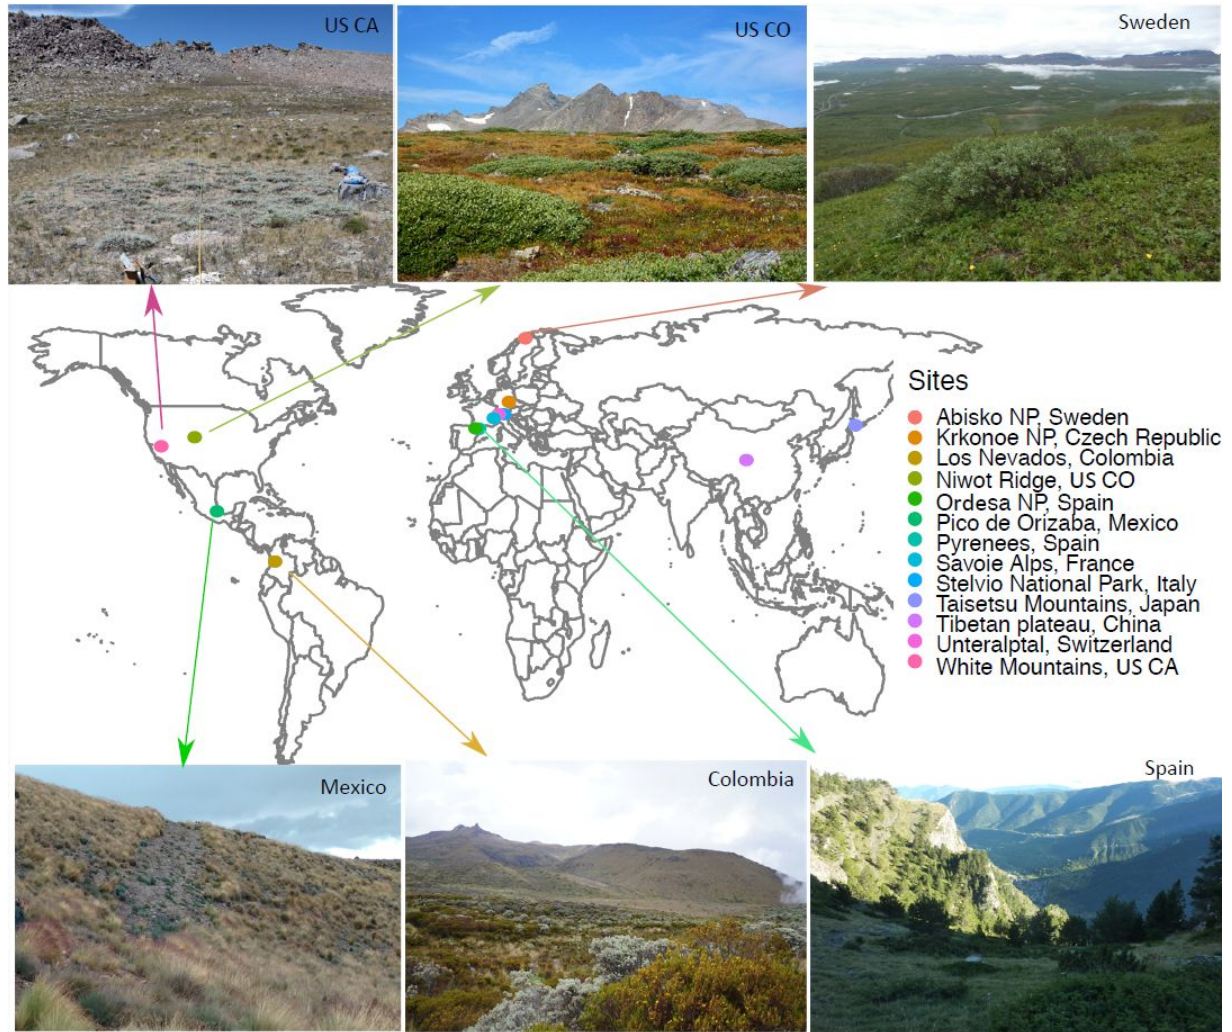 US CA
US CO
Sweden
Sites
Abisko NP, Sweden
Krkonoe NP, Czech Republic
Los Nevados, Colombia
Niwot Ridge, US CO
Ordesa NP, Spain
Pico de Orizaba, Mexico
Pyrenees, Spain
Savoie Alps, France
Stelvio National Park, Italy
Taisetsu Mountains, Japan
Tibetan plateau, China
Unteralptal, Switzerland
White Mountains, US CA
Mexico
Colombia
Spain